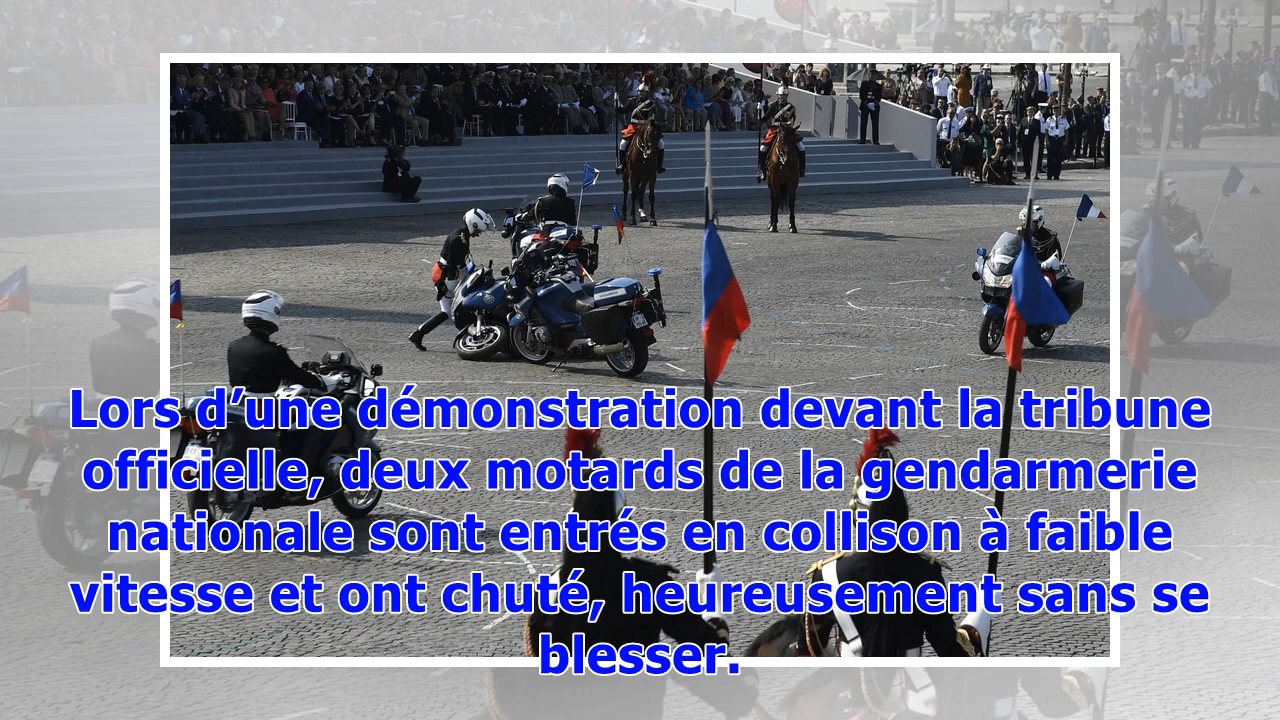 Lors d’une démonstration devant la tribune
officielle, deux motards de la gendarmerie
nationale sont entrés en collison à faible
vitesse et ont chuté, heureusement sans se
blesser.